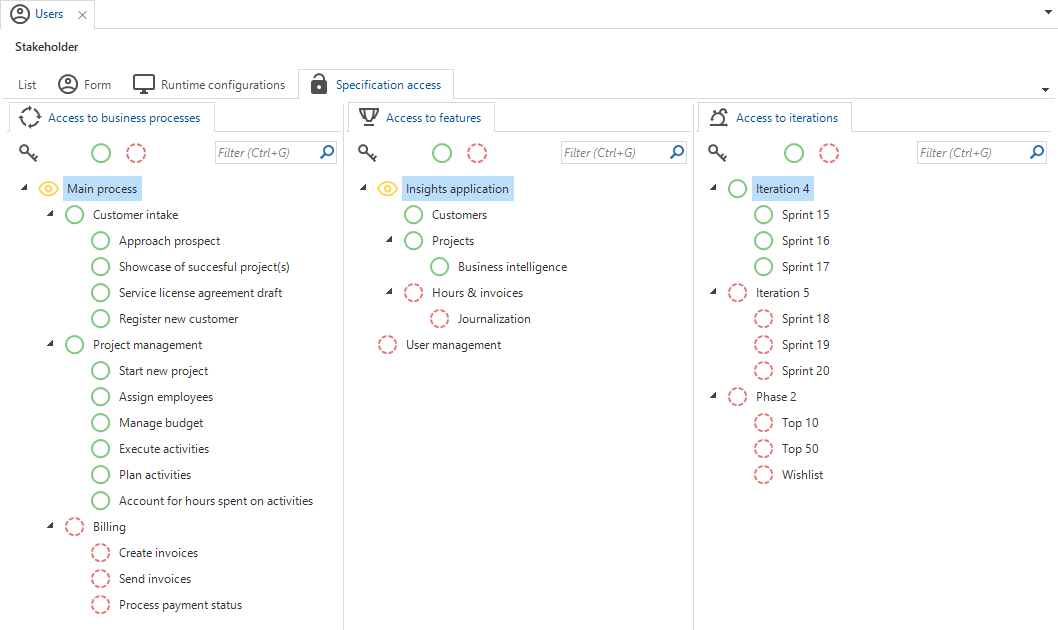 Users
Stakeholder
List Form Runtime configurations Specification access
Access to business processes
Filter (Ctrl+G)
Main process
Customer intake
Approach prospect
Showcase of succesful project(s)
Service license agreement draft
Register new customer
Project management
Start new project
Assign employees
Manage budget
Execute activities
Plan activities
Account for hours spent on activities
Billing
Create invoices
Send invoices
Process payment status
Access to features
Filter (Ctrl+G)
Insights application
Customers
Projects
Business intelligence
Hours & invoices
Journalization
User management
Access to iterations
Filter (Ctrl+G)
Iteration 4
Sprint 15
Sprint 16
Sprint 17
Iteration 5
Sprint 18
Sprint 19
Sprint 20
Phase 2
Top 10
Top 50
Wishlist